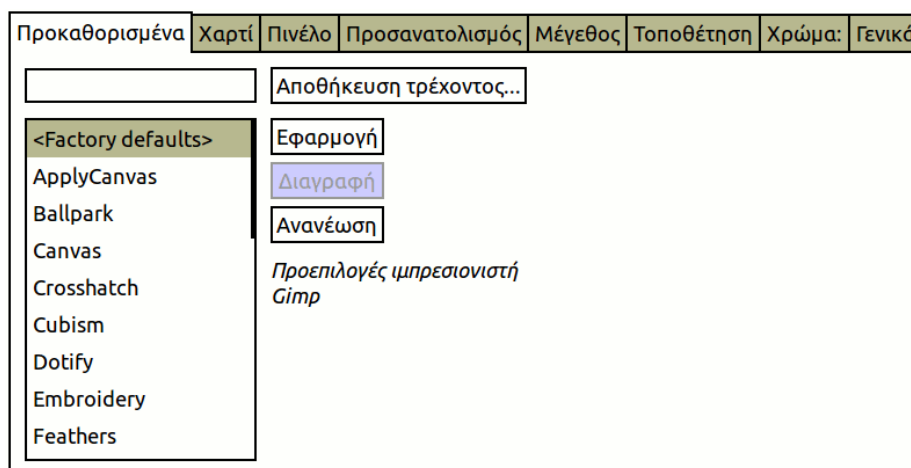 Προκαθορισμένα Χαρτί Πινέλο Προσανατολισμός Μέγεθος Τοποθέτηση Χρώμα: Γενικά
Αποθήκευση τρέχοντος...
<Factory defaults>
ApplyCanvas
Ballpark
Canvas
Crosshatch
Cubism
Dotify
Embroidery
Feathers
Εφαρμογή
Διαγραφή
Ανανέωση
Προεπιλογές ιμπρεσιονιστή
Gimp